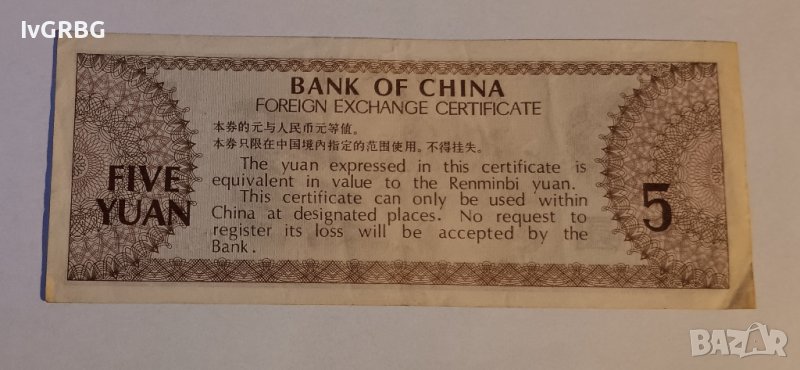 IvGRBG
BANK OF CHINA
FOREIGN EXCHANGE CERTIFICATE
本券的元与人民币元等值。
本券只限在中国境内指定的范围使用。不得挂失。
The yuan expressed in this certificate is
equivalent in value to the Renminbi yuan.
This certificate can only be used within
China at designated places. No request to
register its loss will be accepted by the
Bank.
FIVE
YUAN
5
BAZAR